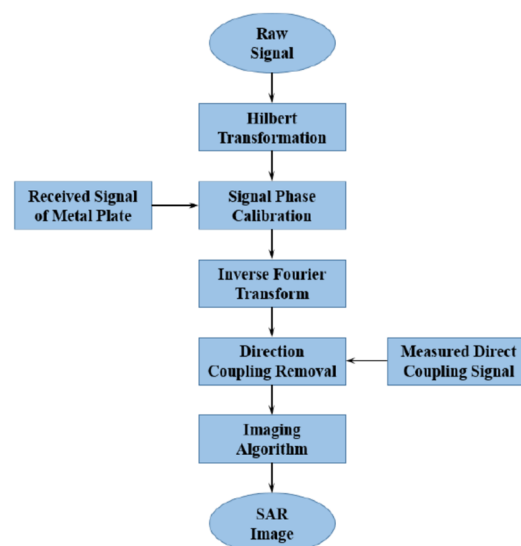 Raw
Signal
Hilbert
Transformation
Received Signal
of Metal Plate
Signal Phase
Calibration
Inverse Fourier
Transform
Direction
Coupling Removal
Measured Direct
Coupling Signal
Imaging
Algorithm
SAR
Image